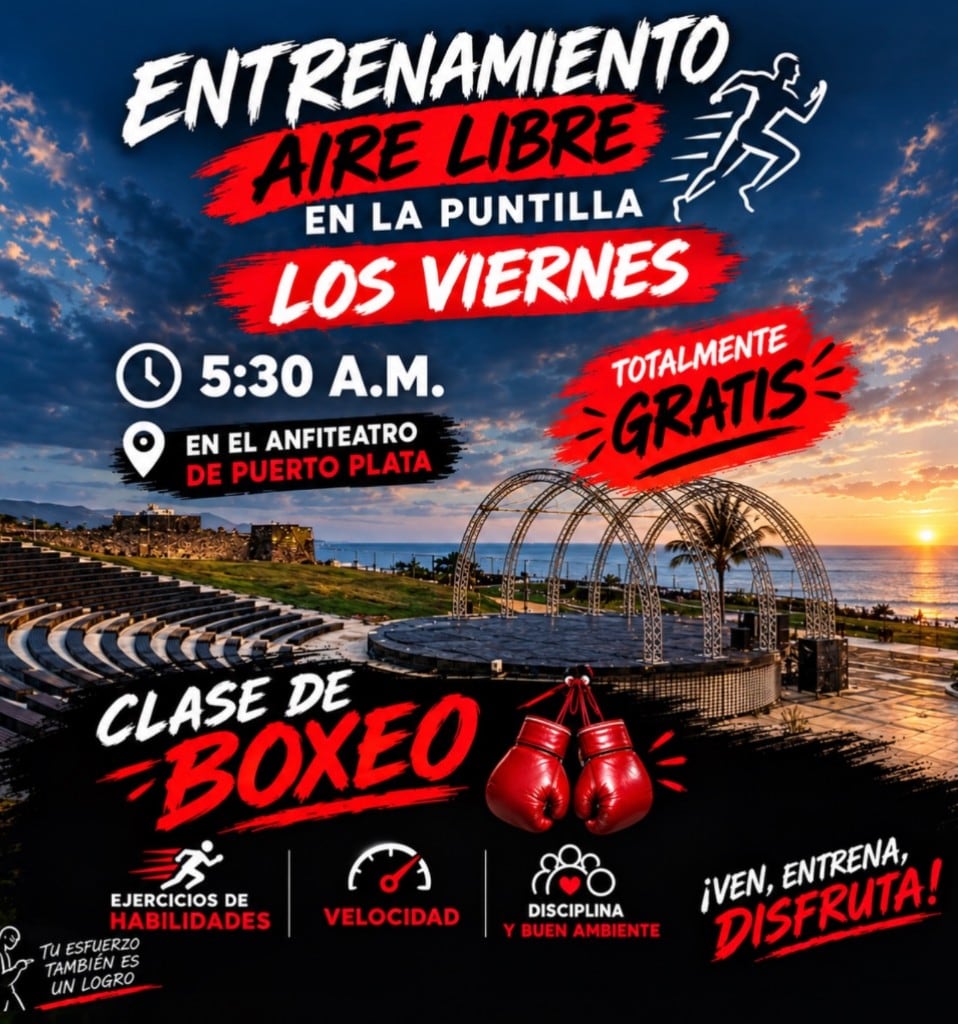 ENTRENAMIENTO
AIRE LIBRE
EN LA PUNTILLA
LOS VIERNES
5:30 A.M.
EN EL ANFITEATRO
DE PUERTO PLATA
TOTALMENTE
GRATIS
CLASE DE
BOXEO
EJERCICIOS DE
HABILIDADES
VELOCIDAD
DISCIPLINA
Y BUEN AMBIENTE
¡VEN, ENTRENA,
DISFRUTA!
TU ESFUERZO
TAMBIÉN ES
UN LOGRO